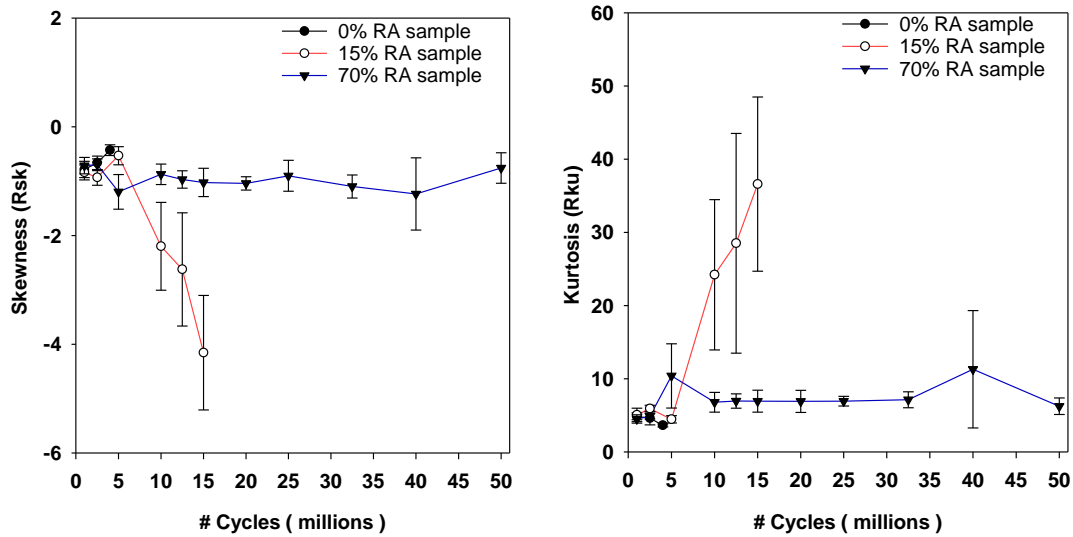 2
0
-2
-4
-6
Skewness (Rsk)
0% RA sample
15% RA sample
70% RA sample
0 5 10 15 20 25 30 35 40 45 50
# Cycles ( millions )
60
50
40
30
20
10
0
Kurtosis (Rku)
0% RA sample
15% RA sample
70% RA sample
0 5 10 15 20 25 30 35 40 45 50
# Cycles ( millions )